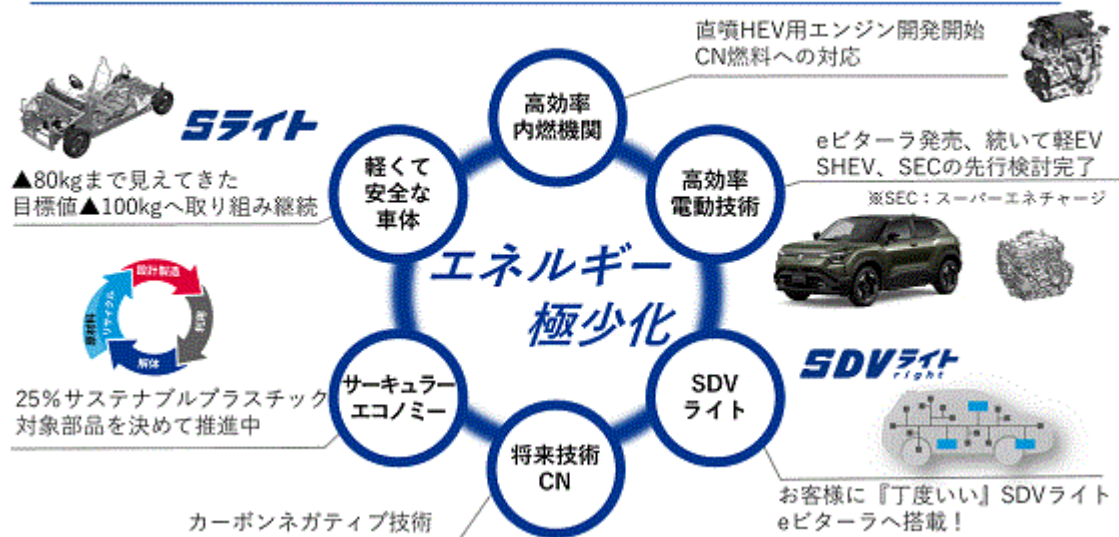 直噴HEV用エンジン開発開始
CN燃料への対応
高効率
内燃機関
Sライト
▲80kgまで見えてきた
目標値▲100kgへ取り組み継続
軽くて
安全な
車体
eビターラ発売、続いて軽EV
SHEV、SECの先行検討完了
※SEC：スーパーエネチャージ
高効率
電動技術
エネルギー
極少化
設計製造
利用
解体
リサイクル
原材料
25%サステナブルプラスチック
対象部品を決めて推進中
サーキュラー
エコノミー
SDV
ライト
SDVライト
right
お客様に『丁度いい』SDVライト
eビターラへ搭載！
将来技術
CN
カーボンネガティブ技術